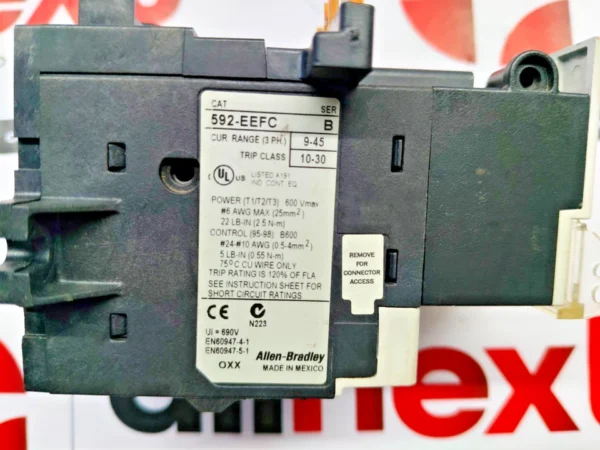 CAT SER
592-EEFC B
CUR. RANGE (3 PH.) 9-45
TRIP CLASS 10-30
UL US LISTED A191
IND. CONT. EQ.
POWER (T1/T2/T3) 600 Vmax
#6 AWG MAX (25mm²)
22 LB-IN (2.5 N-m)
CONTROL (95-98) B600
#24-#10 AWG (0.5-4mm²)
5 LB-IN (0.55 N-m)
75°C CU WIRE ONLY
TRIP RATING IS 120% OF FLA
SEE INSTRUCTION SHEET FOR
SHORT CIRCUIT RATINGS
CE N223
Ui = 690V
EN60947-4-1
EN60947-5-1
OXX
Allen-Bradley
MADE IN MEXICO
REMOVE
FOR
CONNECTOR
ACCESS